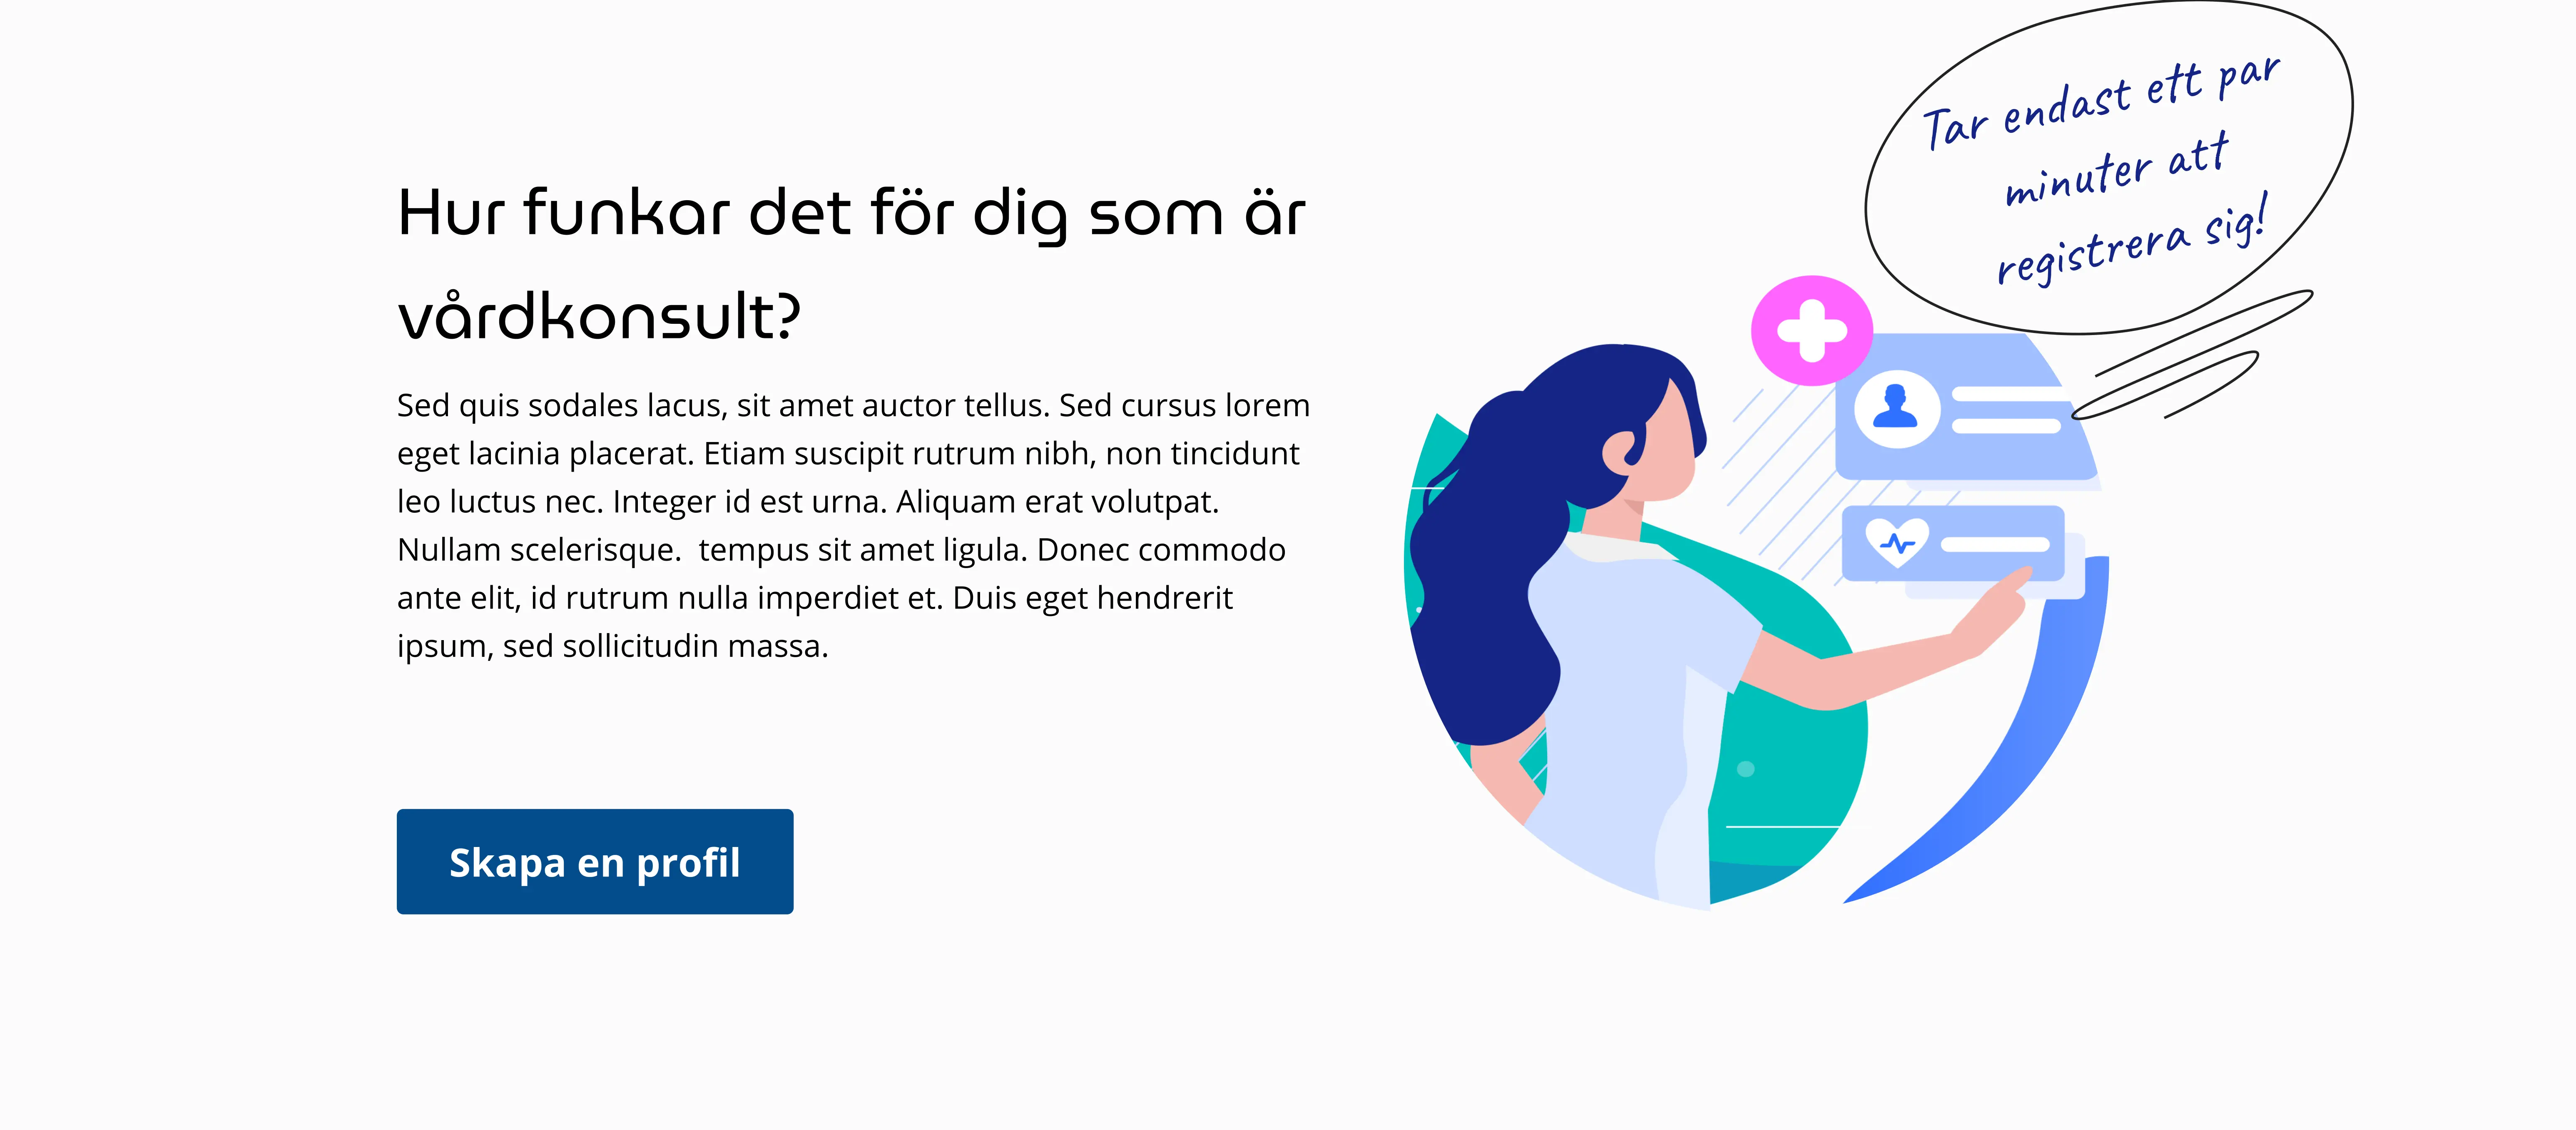 Tar endast ett par
minuter att
registrera sig!
Hur funkar det för dig som är
vårdkonsult?
Sed quis sodales lacus, sit amet auctor tellus. Sed cursus lorem
eget lacinia placerat. Etiam suscipit rutrum nibh, non tincidunt
leo luctus nec. Integer id est urna. Aliquam erat volutpat.
Nullam scelerisque.  tempus sit amet ligula. Donec commodo
ante elit, id rutrum nulla imperdiet et. Duis eget hendrerit
ipsum, sed sollicitudin massa.
Skapa en profil